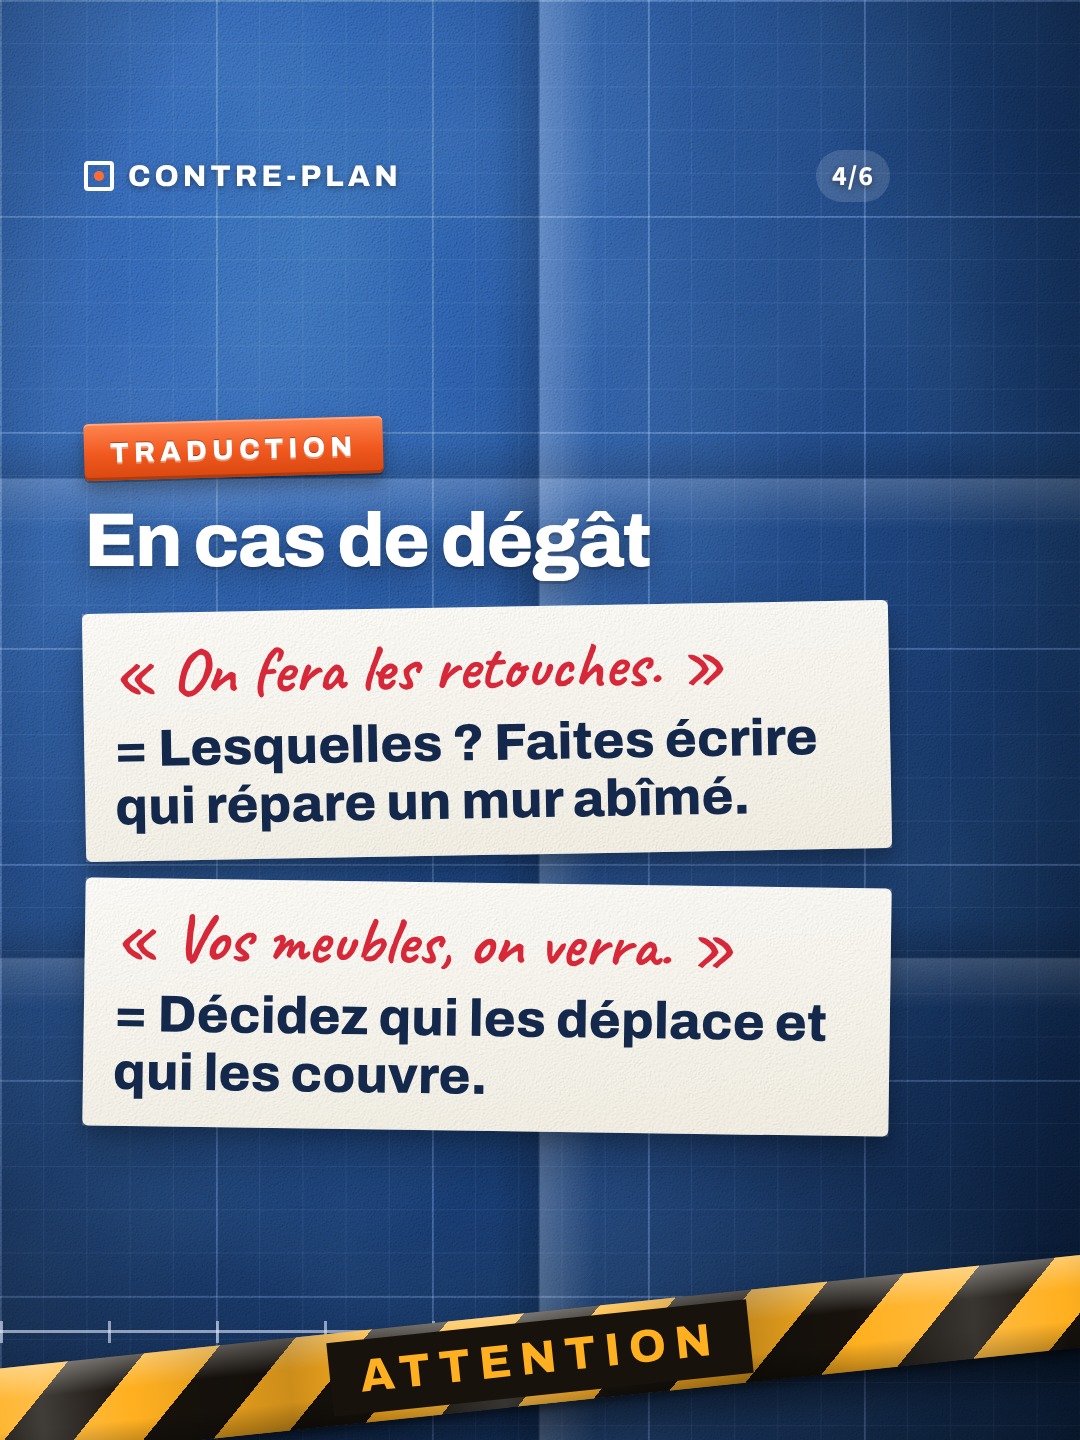 CONTRE-PLAN
4/6
TRADUCTION
En cas de dégât
« On fera les retouches. »
= Lesquelles ? Faites écrire
qui répare un mur abîmé.
« Vos meubles, on verra. »
= Décidez qui les déplace et
qui les couvre.
ATTENTION